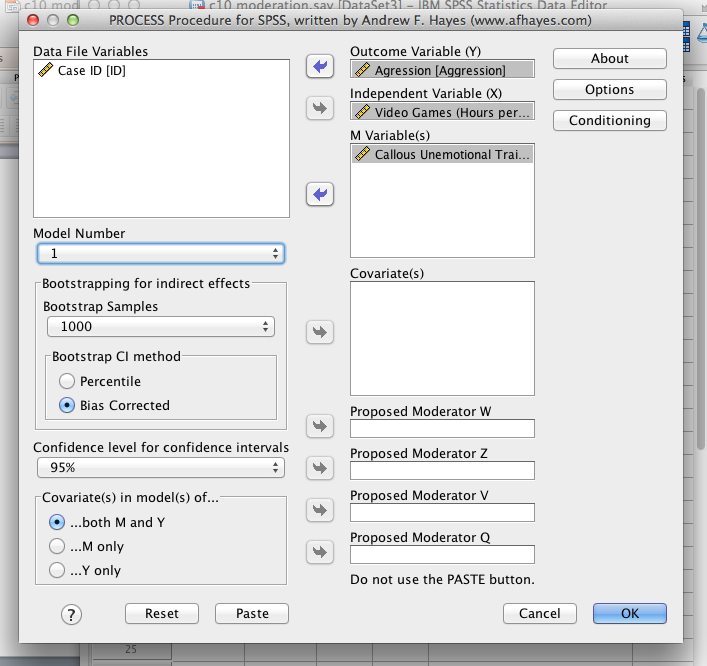 c10 moderation.sav [DataSet3] – IBM SPSS Statistics Data Editor
PROCESS Procedure for SPSS, written by Andrew F. Hayes (www.afhayes.com)
Data File Variables
Case ID [ID]
Outcome Variable (Y)
Agression [Aggression]
Independent Variable (X)
Video Games (Hours per...
M Variable(s)
Callous Unemotional Trai...
About
Options
Conditioning
Model Number
1
Bootstrapping for indirect effects
Bootstrap Samples
1000
Bootstrap CI method
Percentile
Bias Corrected
Confidence level for confidence intervals
95%
Covariate(s) in model(s) of...
...both M and Y
...M only
...Y only
Covariate(s)
Proposed Moderator W
Proposed Moderator Z
Proposed Moderator V
Proposed Moderator Q
Do not use the PASTE button.
?
Reset
Paste
Cancel
OK
25